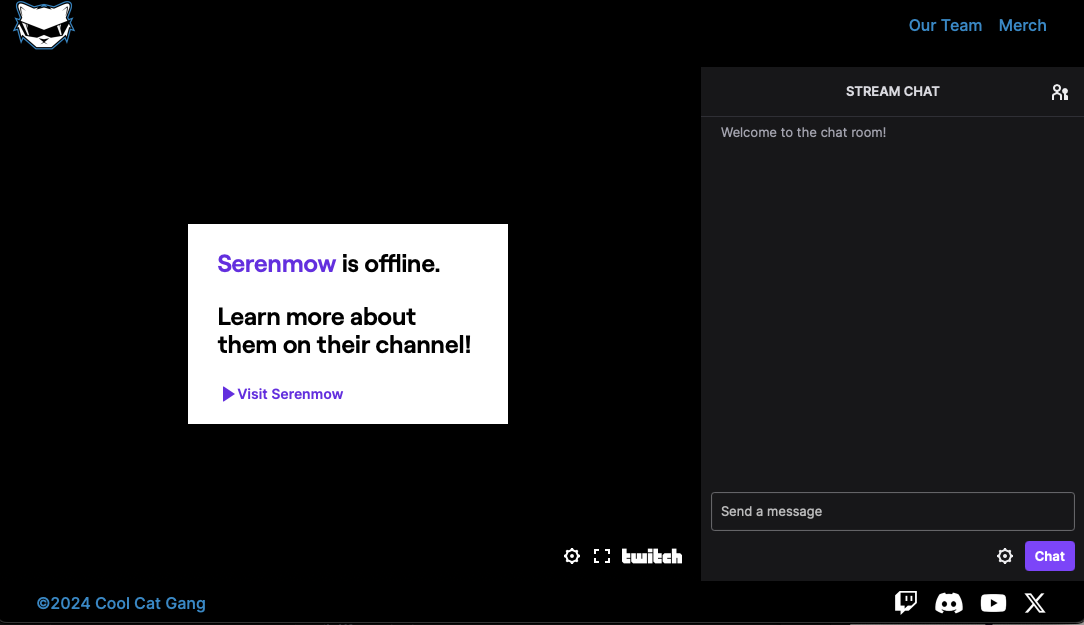 Our Team Merch
STREAM CHAT
Welcome to the chat room!
Serenmow is offline.
Learn more about
them on their channel!
Visit Serenmow
Send a message
twitch
Chat
©2024 Cool Cat Gang